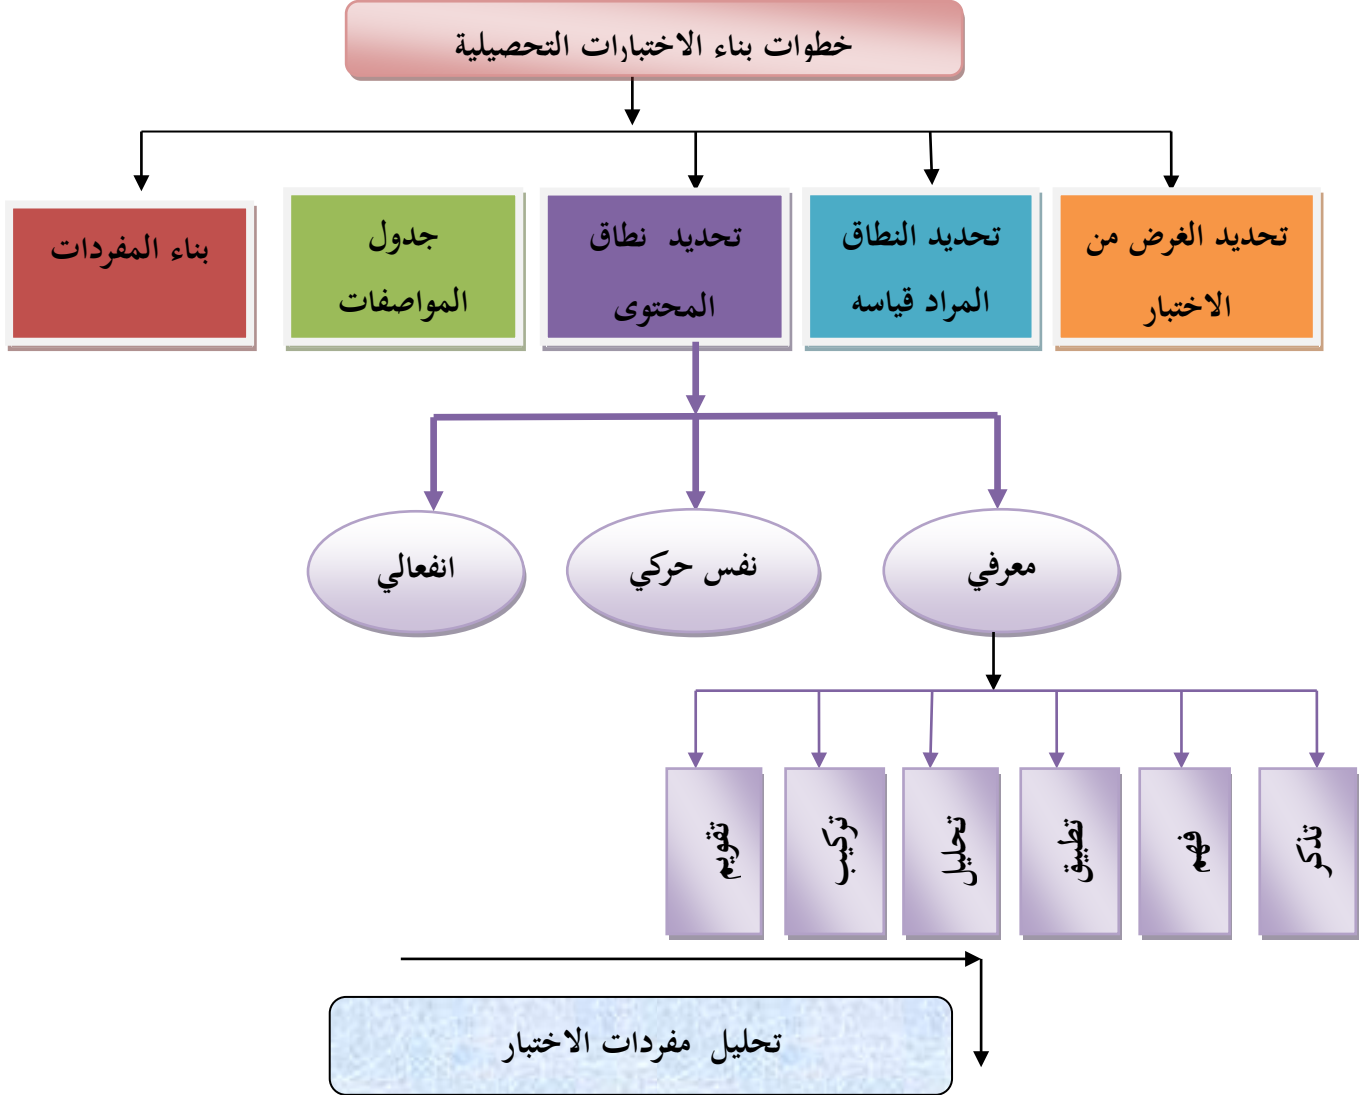 خطوات بناء الاختبارات التحصيلية
تحديد الغرض من
الاختبار
تحديد النطاق
المراد قياسه
تحديد نطاق
المحتوى
جدول
المواصفات
بناء المفردات
معرفي
نفس حركي
انفعالي
تذكر
فهم
تطبيق
تحليل
تركيب
تقويم
تحليل مفردات الاختبار